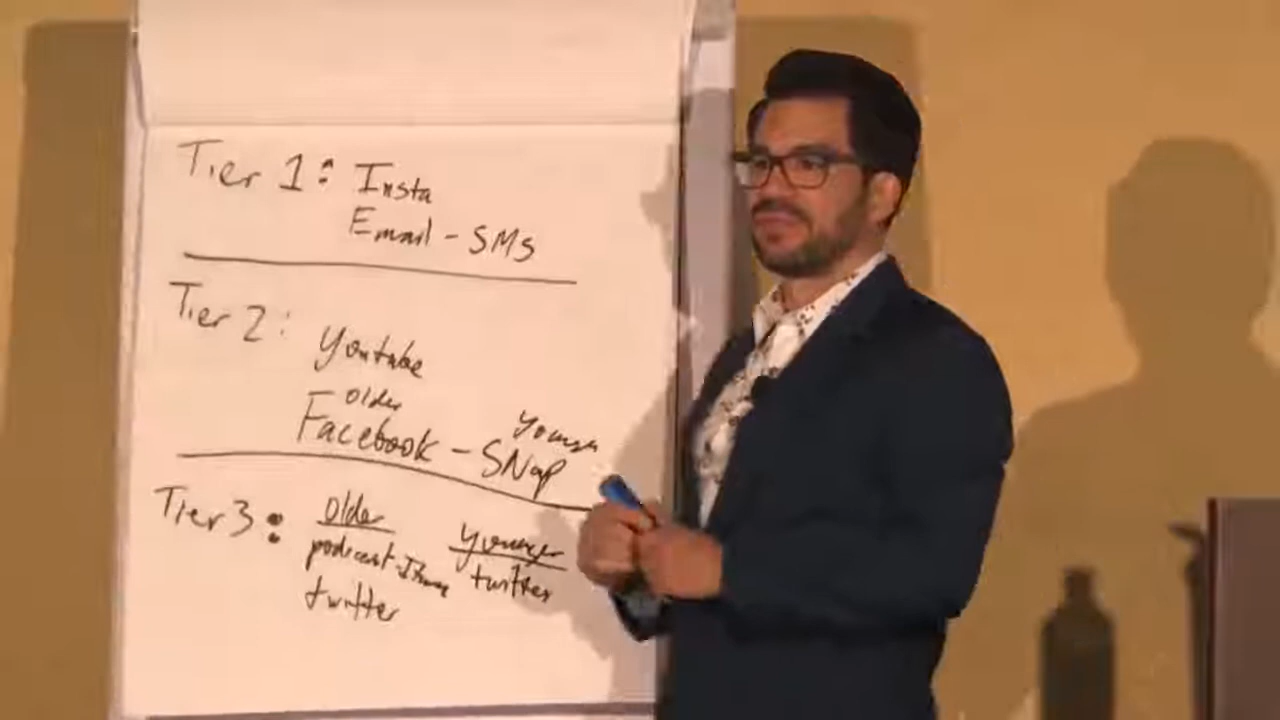 Tier 1: Insta
Email - SMS
Tier 2: Youtube
older
younger
Facebook - SNap
Tier 3: older younger
podcast twitter
twitter